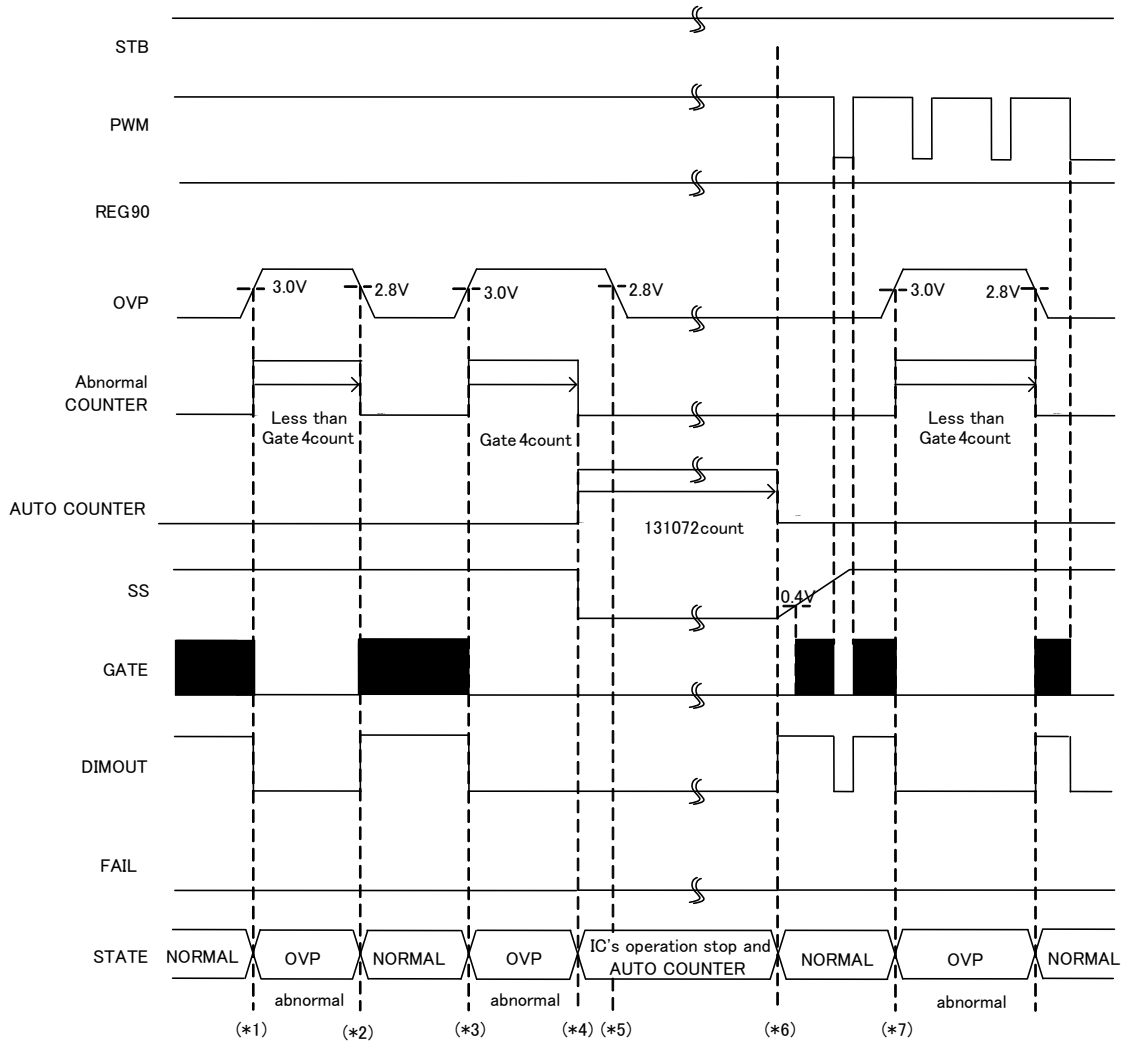 STB
PWM
REG90
OVP
3.0V
2.8V
3.0V
2.8V
3.0V
2.8V
Abnormal
COUNTER
Less than
Gate 4count
Gate 4count
Less than
Gate 4count
AUTO COUNTER
131072count
SS
0.4V
GATE
DIMOUT
FAIL
STATE
NORMAL
OVP
NORMAL
OVP
IC's operation stop and
AUTO COUNTER
NORMAL
OVP
NORMAL
abnormal
abnormal
abnormal
(*1)
(*2)
(*3)
(*4)
(*5)
(*6)
(*7)